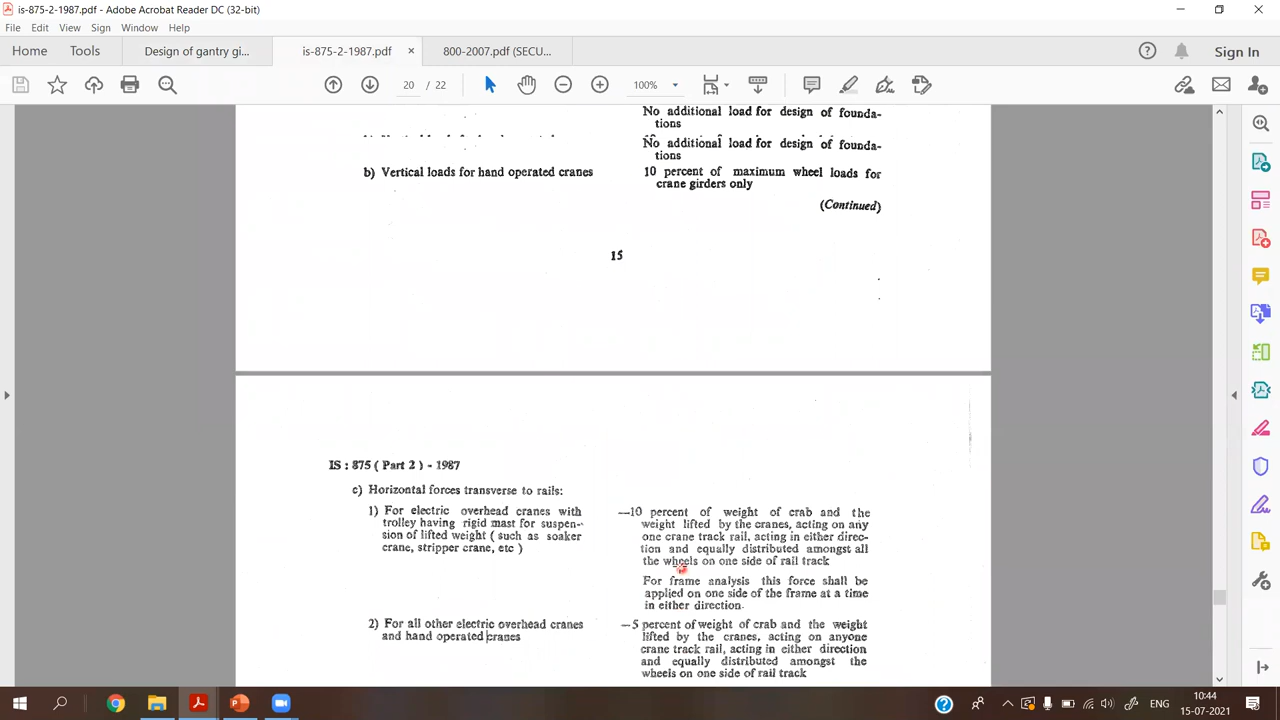 is-875-2-1987.pdf - Adobe Acrobat Reader DC (32-bit)
File Edit View Sign Window Help
Home Tools Design of gantry gi... is-875-2-1987.pdf × 800-2007.pdf (SECU... Sign In
20 / 22 100%
No additional load for design of founda-
tions
No additional load for design of founda-
tions
b) Vertical loads for hand operated cranes 10 percent of maximum wheel loads for
crane girders only
(Continued)
15
IS : 875 ( Part 2 ) - 1987
c) Horizontal forces transverse to rails:
1) For electric overhead cranes with
trolley having rigid mast for suspen-
sion of lifted weight ( such as soaker
crane, stripper crane, etc )
—10 percent of weight of crab and the
weight lifted by the cranes, acting on any
one crane track rail, acting in either direc-
tion and equally distributed amongst all
the wheels on one side of rail track
For frame analysis this force shall be
applied on one side of the frame at a time
in either direction.
2) For all other electric overhead cranes
and hand operated cranes
—5 percent of weight of crab and the weight
lifted by the cranes, acting on anyone
crane track rail, acting in either direction
and equally distributed amongst the
wheels on one side of rail track
ENG
10:44
15-07-2021